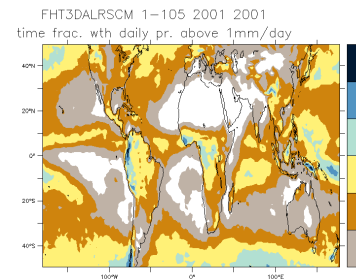 FHT3DALRSCM 1-105 2001 2001
time frac. wth daily pr. above 1mm/day
40°N
20°N
0°
20°S
40°S
100°W 0° 100°E